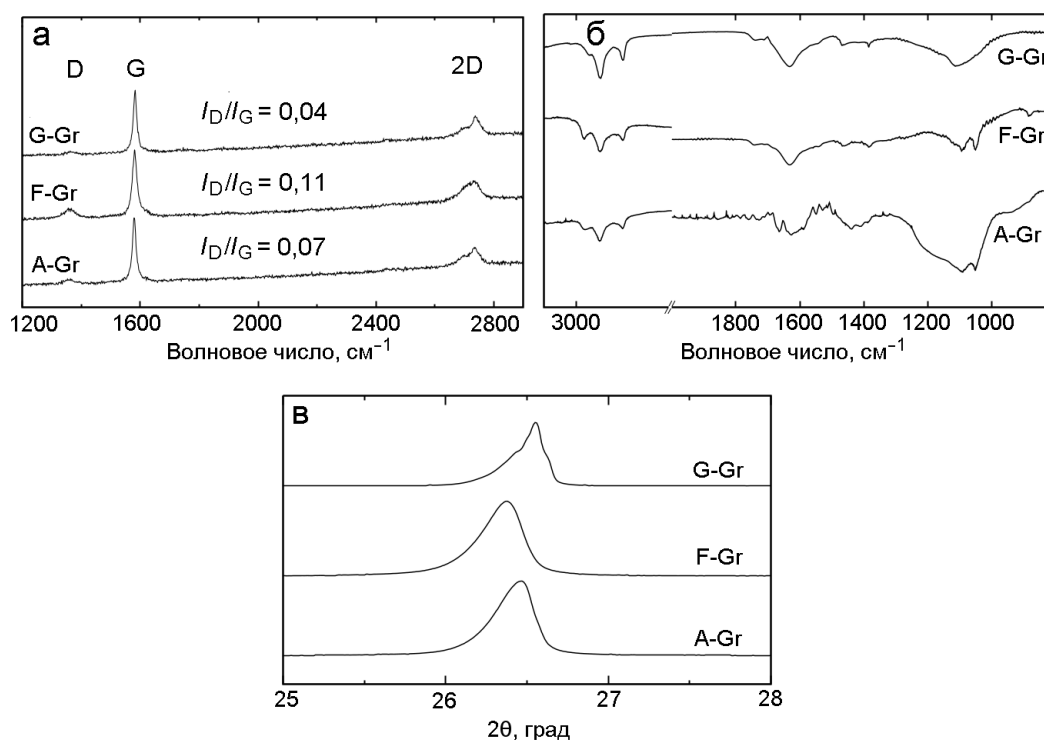 а
D
G
2D
G-Gr
I_D/I_G = 0,04
F-Gr
I_D/I_G = 0,11
A-Gr
I_D/I_G = 0,07
1200 1600 2000 2400 2800
Волновое число, см⁻¹
б
G-Gr
F-Gr
A-Gr
3000 1800 1600 1400 1200 1000
Волновое число, см⁻¹
в
G-Gr
F-Gr
A-Gr
25 26 27 28
2θ, град